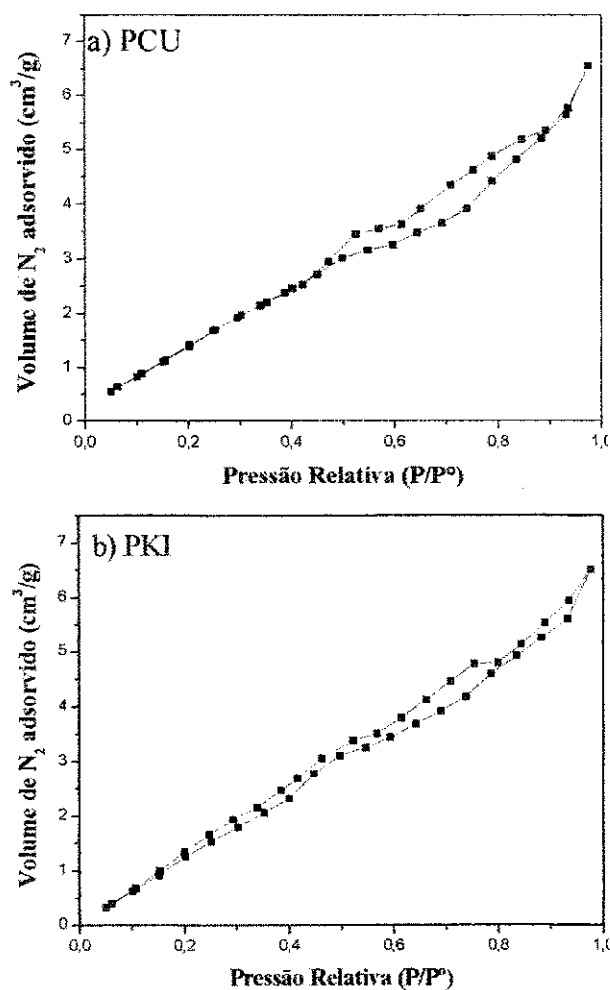 a) PCU
Volume de N2 adsorvido (cm³/g)
7
6
5
4
3
2
1
0
0,0 0,2 0,4 0,6 0,8 1,0
Pressão Relativa (P/P°)
b) PKI
Volume de N2 adsorvido (cm³/g)
7
6
5
4
3
2
1
0
0,0 0,2 0,4 0,6 0,8 1,0
Pressão Relativa (P/P°)